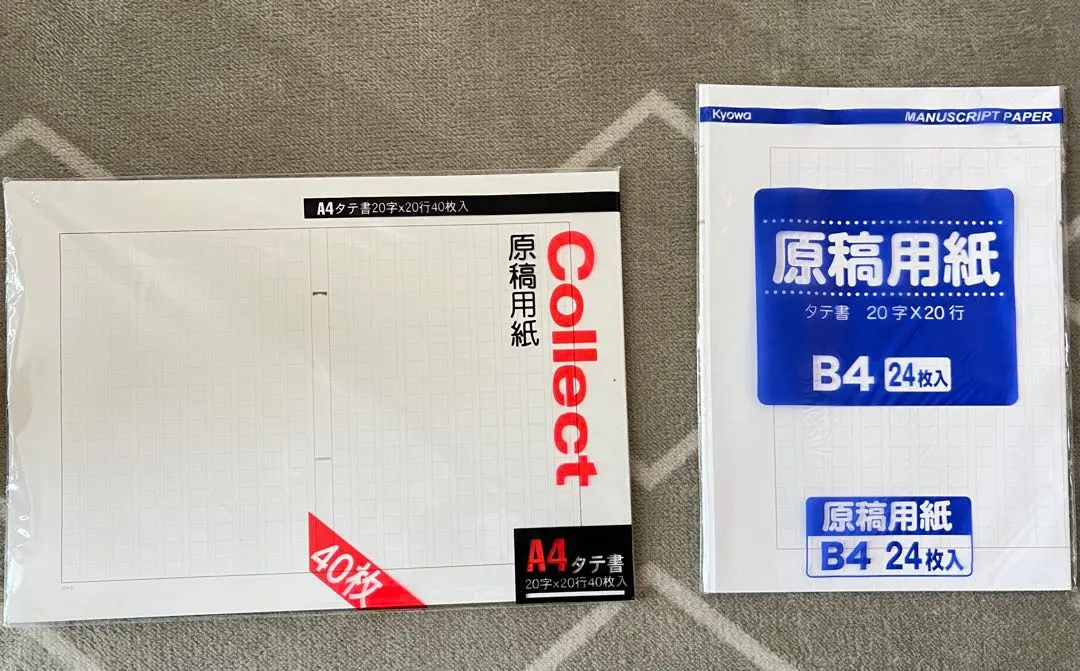 A4タテ書20字x20行40枚入
Collect
原稿用紙
40枚
A4タテ書
20字x20行40枚入
Kyowa
MANUSCRIPT PAPER
原稿用紙
タテ書 20字X20行
B4 24枚入
原稿用紙
B4 24枚入